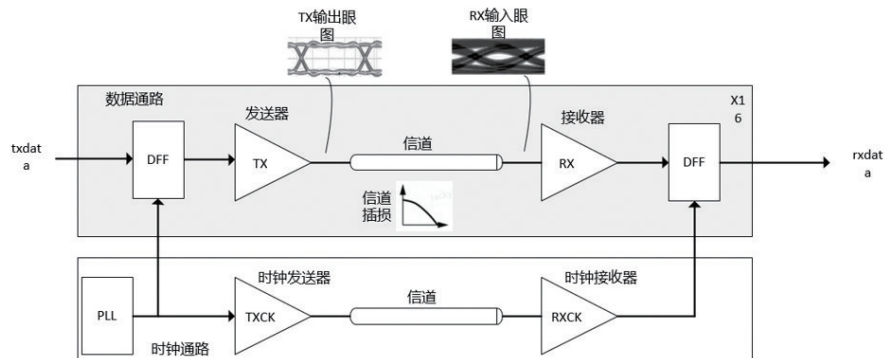 TX输出眼
图
RX输入眼
图
数据通路
发送器
接收器
X1
6
txdat
a
DFF
TX
信道
RX
DFF
rxdat
a
信道
插损
时钟发送器
信道
时钟接收器
PLL
TXCK
RXCK
时钟通路